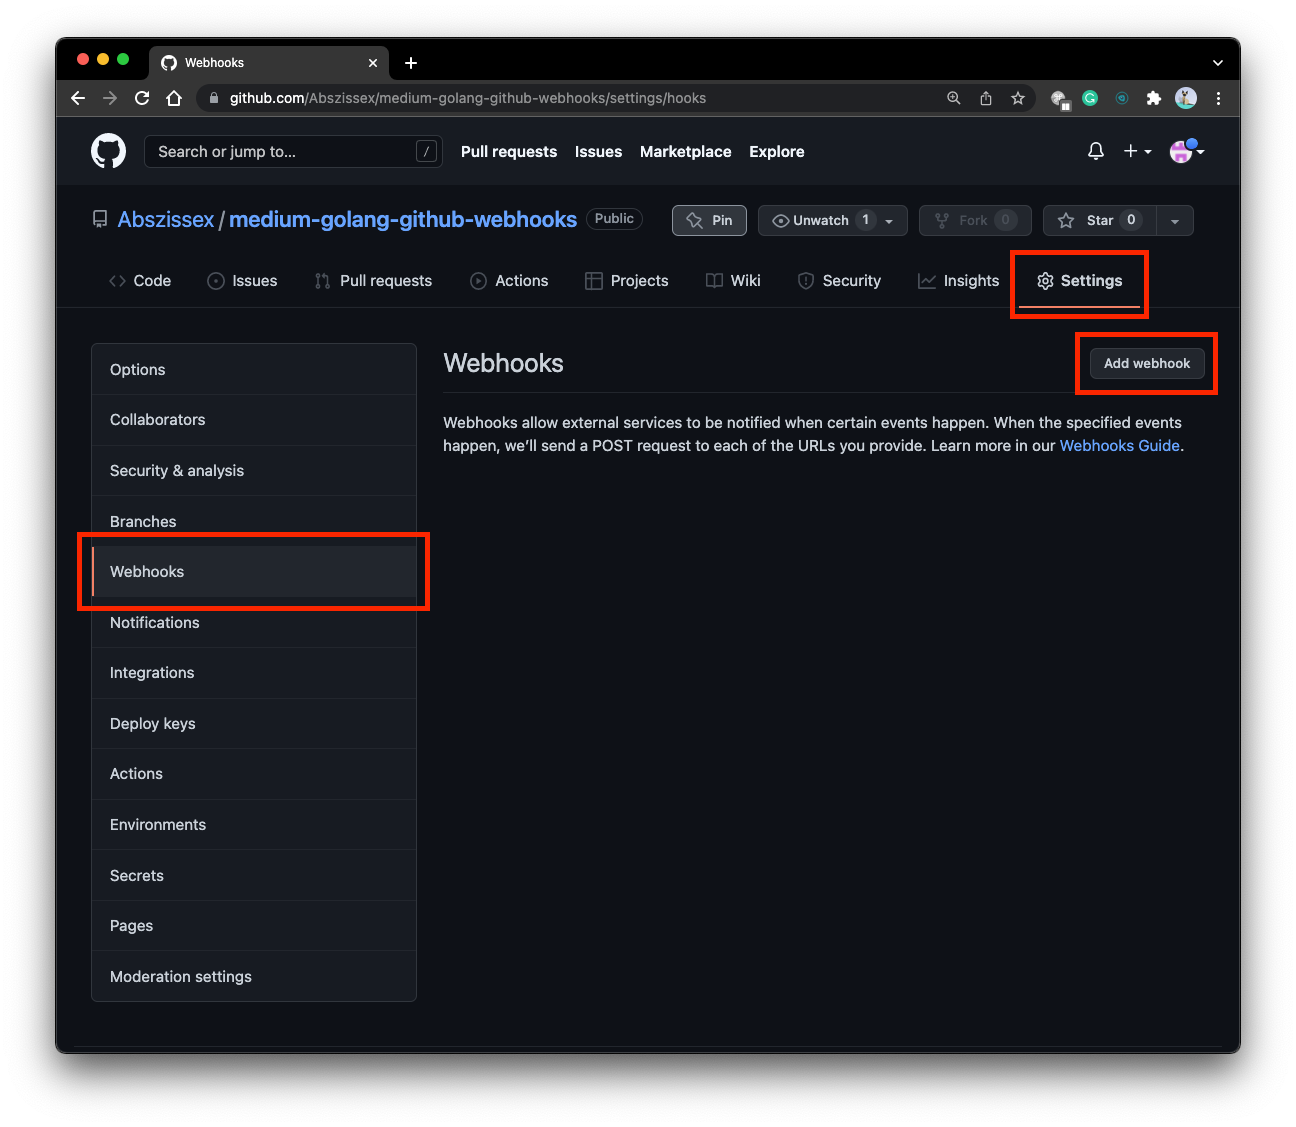 Webhooks
github.com/Abszissex/medium-golang-github-webhooks/settings/hooks
Search or jump to... / Pull requests Issues Marketplace Explore
Abszissex / medium-golang-github-webhooks Public Pin Unwatch 1 Fork 0 Star 0
Code Issues Pull requests Actions Projects Wiki Security Insights Settings
Options
Collaborators
Security & analysis
Branches
Webhooks
Notifications
Integrations
Deploy keys
Actions
Environments
Secrets
Pages
Moderation settings
Webhooks Add webhook
Webhooks allow external services to be notified when certain events happen. When the specified events
happen, we’ll send a POST request to each of the URLs you provide. Learn more in our Webhooks Guide.